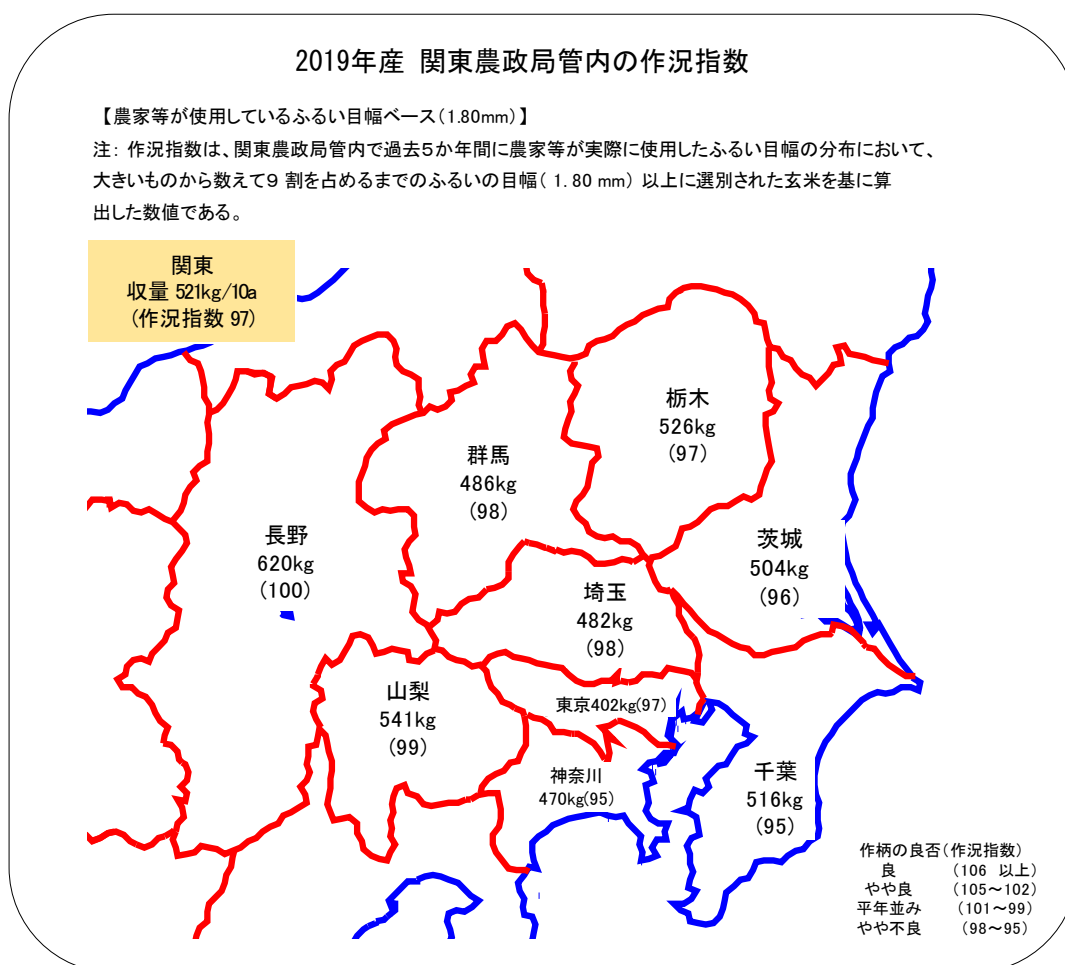 2019年産 関東農政局管内の作況指数
【農家等が使用しているふるい目幅ベース(1.80mm)】
注: 作況指数は、関東農政局管内で過去5か年間に農家等が実際に使用したふるい目幅の分布において、
大きいものから数えて9 割を占めるまでのふるいの目幅( 1. 80 mm) 以上に選別された玄米を基に算
出した数値である。
関東
収量 521kg/10a
(作況指数 97)
栃木
526kg
(97)
群馬
486kg
(98)
長野
620kg
(100)
茨城
504kg
(96)
埼玉
482kg
(98)
山梨
541kg
(99)
東京402kg(97)
神奈川
470kg(95)
千葉
516kg
(95)
作柄の良否(作況指数)
良 (106 以上)
やや良 (105～102)
平年並み (101～99)
やや不良 (98～95)